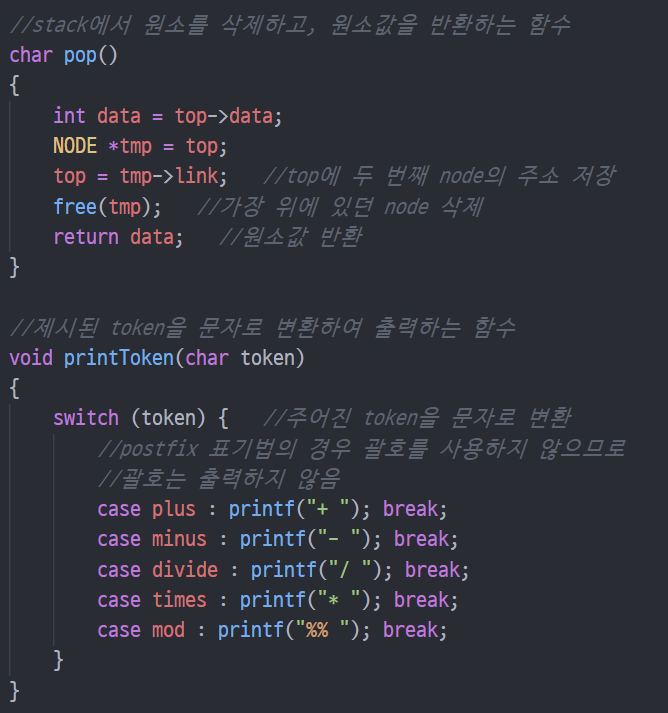 //stack에서 원소를 삭제하고, 원소값을 반환하는 함수
char pop()
{
    int data = top->data;
    NODE *tmp = top;
    top = tmp->link;   //top에 두 번째 node의 주소 저장
    free(tmp);   //가장 위에 있던 node 삭제
    return data;   //원소값 반환
}

//제시된 token을 문자로 변환하여 출력하는 함수
void printToken(char token)
{
    switch (token) {   //주어진 token을 문자로 변환
        //postfix 표기법의 경우 괄호를 사용하지 않으므로
        //괄호는 출력하지 않음
        case plus : printf("+ "); break;
        case minus : printf("- "); break;
        case divide : printf("/ "); break;
        case times : printf("* "); break;
        case mod : printf("%% "); break;
    }
}